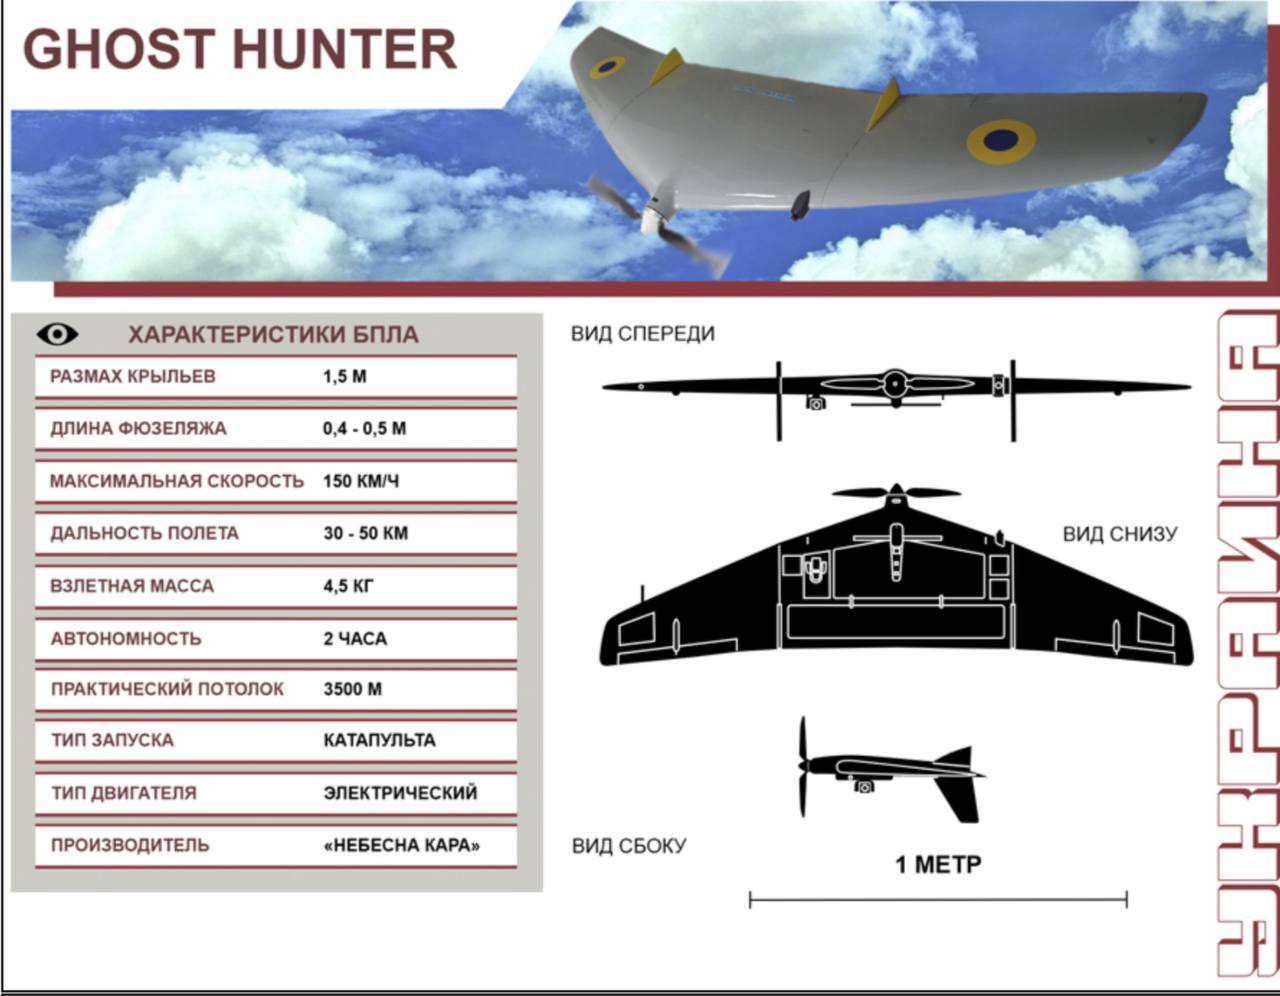 GHOST HUNTER
ХАРАКТЕРИСТИКИ БПЛА
РАЗМАХ КРЫЛЬЕВ 1,5 М
ДЛИНА ФЮЗЕЛЯЖА 0,4 - 0,5 М
МАКСИМАЛЬНАЯ СКОРОСТЬ 150 КМ/Ч
ДАЛЬНОСТЬ ПОЛЕТА 30 - 50 КМ
ВЗЛЕТНАЯ МАССА 4,5 КГ
АВТОНОМНОСТЬ 2 ЧАСА
ПРАКТИЧЕСКИЙ ПОТОЛОК 3500 М
ТИП ЗАПУСКА КАТАПУЛЬТА
ТИП ДВИГАТЕЛЯ ЭЛЕКТРИЧЕСКИЙ
ПРОИЗВОДИТЕЛЬ «НЕБЕСНА КАРА»
ВИД СПЕРЕДИ
ВИД СНИЗУ
ВИД СБОКУ
1 МЕТР
УКРАИНА